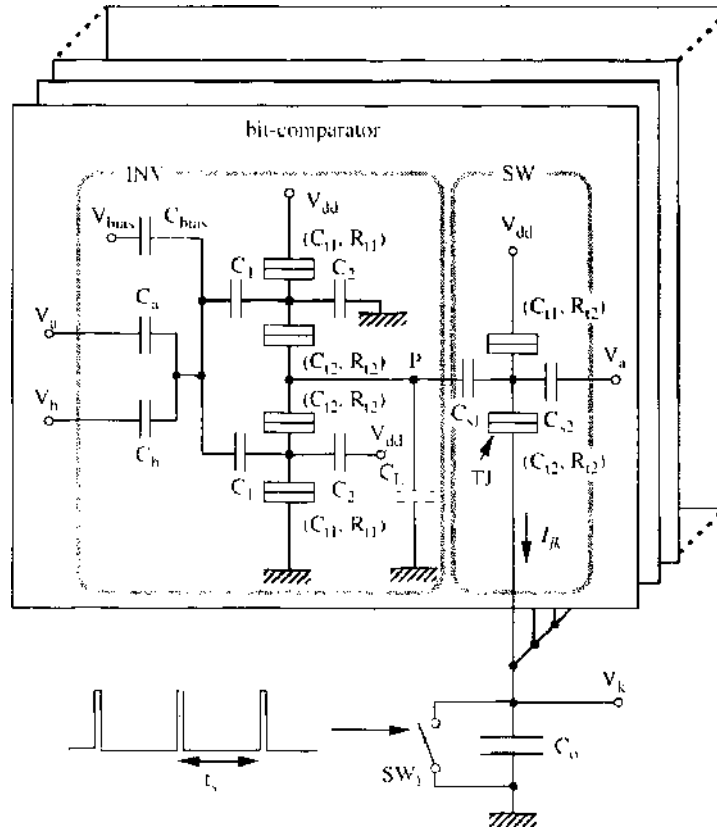 bit-comparator
INV
SW
V_dd
V_bias
C_bias
(C_t1, R_t1)
V_dd
C_1
C_2
C_a
(C_t1, R_t2)
V_a
(C_t2, R_t2)
P
V_a
V_b
(C_t2, R_t2)
C_s1
C_s2
V_dd
C_b
C_1
C_2
C_L
TJ
(C_t2, R_t2)
(C_t1, R_t1)
I_jk
V_k
C_o
SW_1
t_s